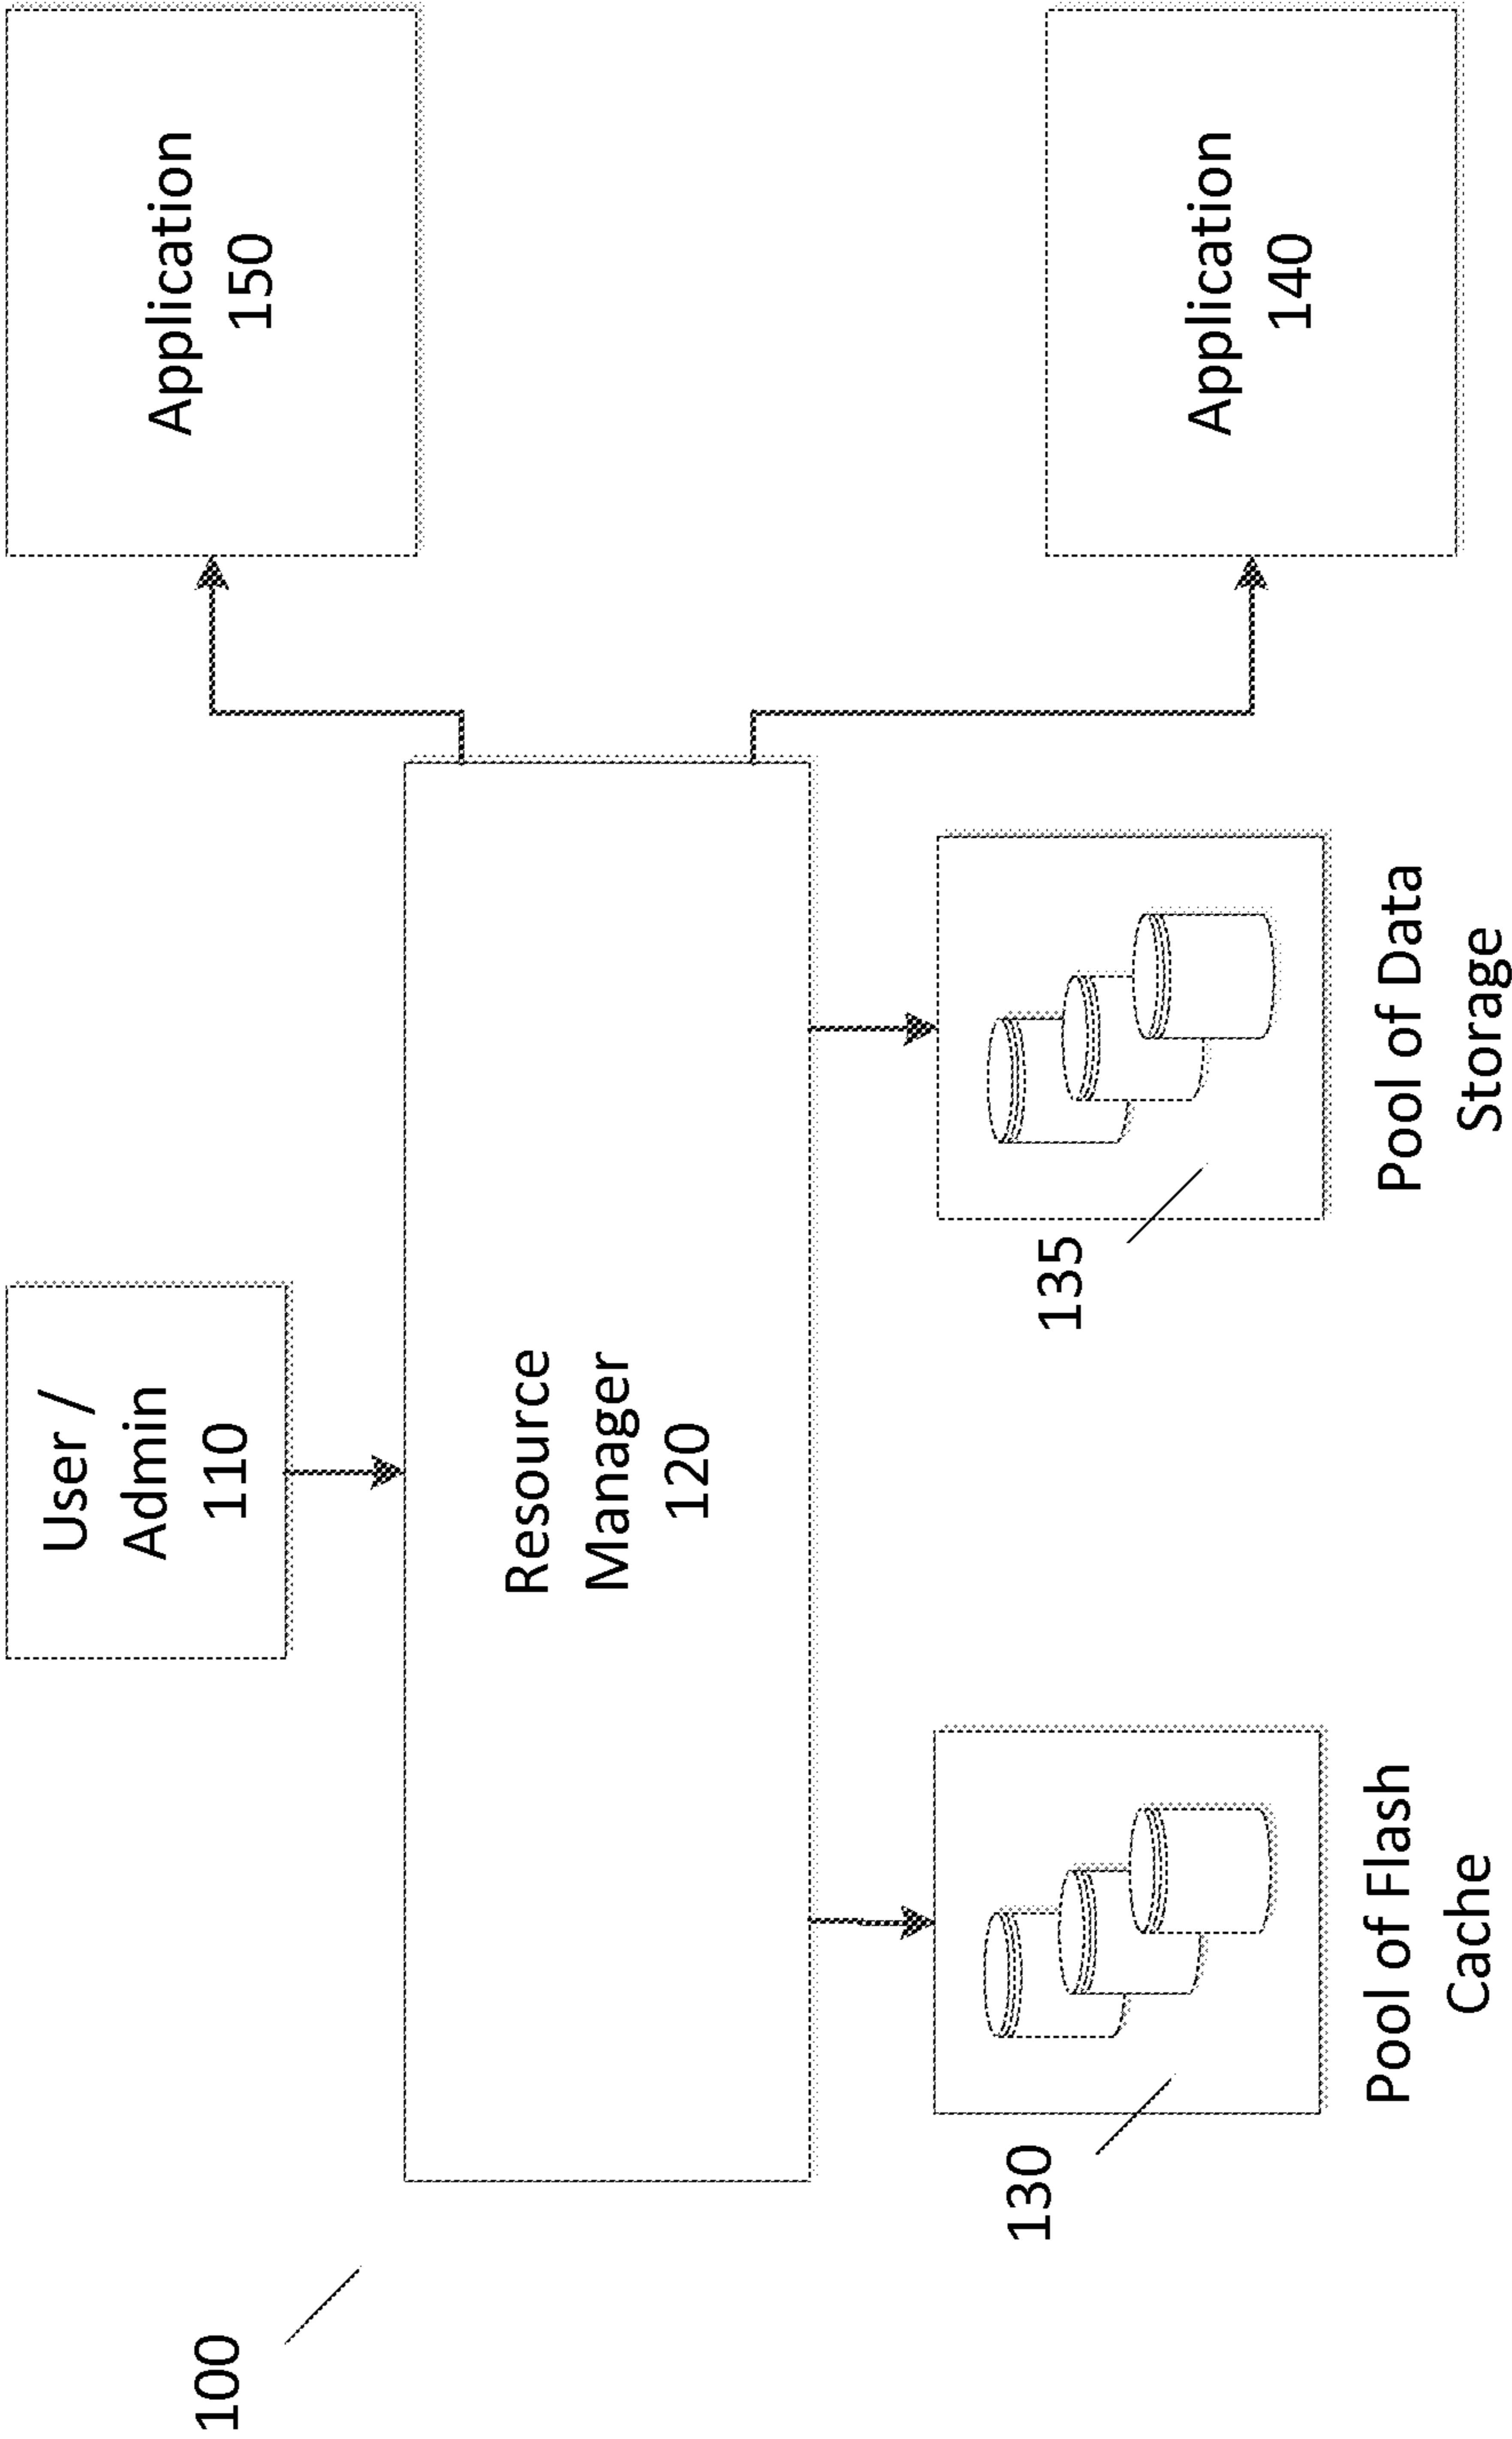 100
User /
Admin
110
Resource
Manager
120
Application
150
Application
140
130
Pool of Flash
Cache
135
Pool of Data
Storage